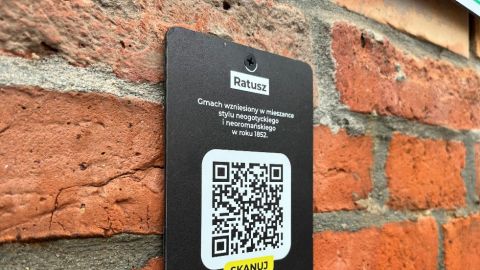 Ratusz
Gmach wzniesiony w mieszance
stylu neogotyckiego
i neoromańskiego
w roku 1852.
SKANUJ